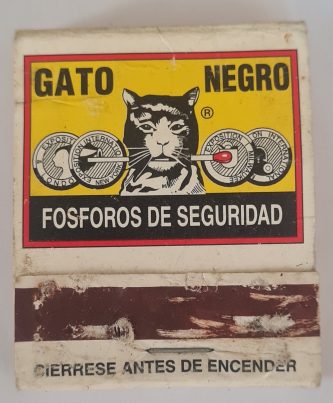 GATO NEGRO
®
FOSFOROS DE SEGURIDAD
CIERRESE ANTES DE ENCENDER